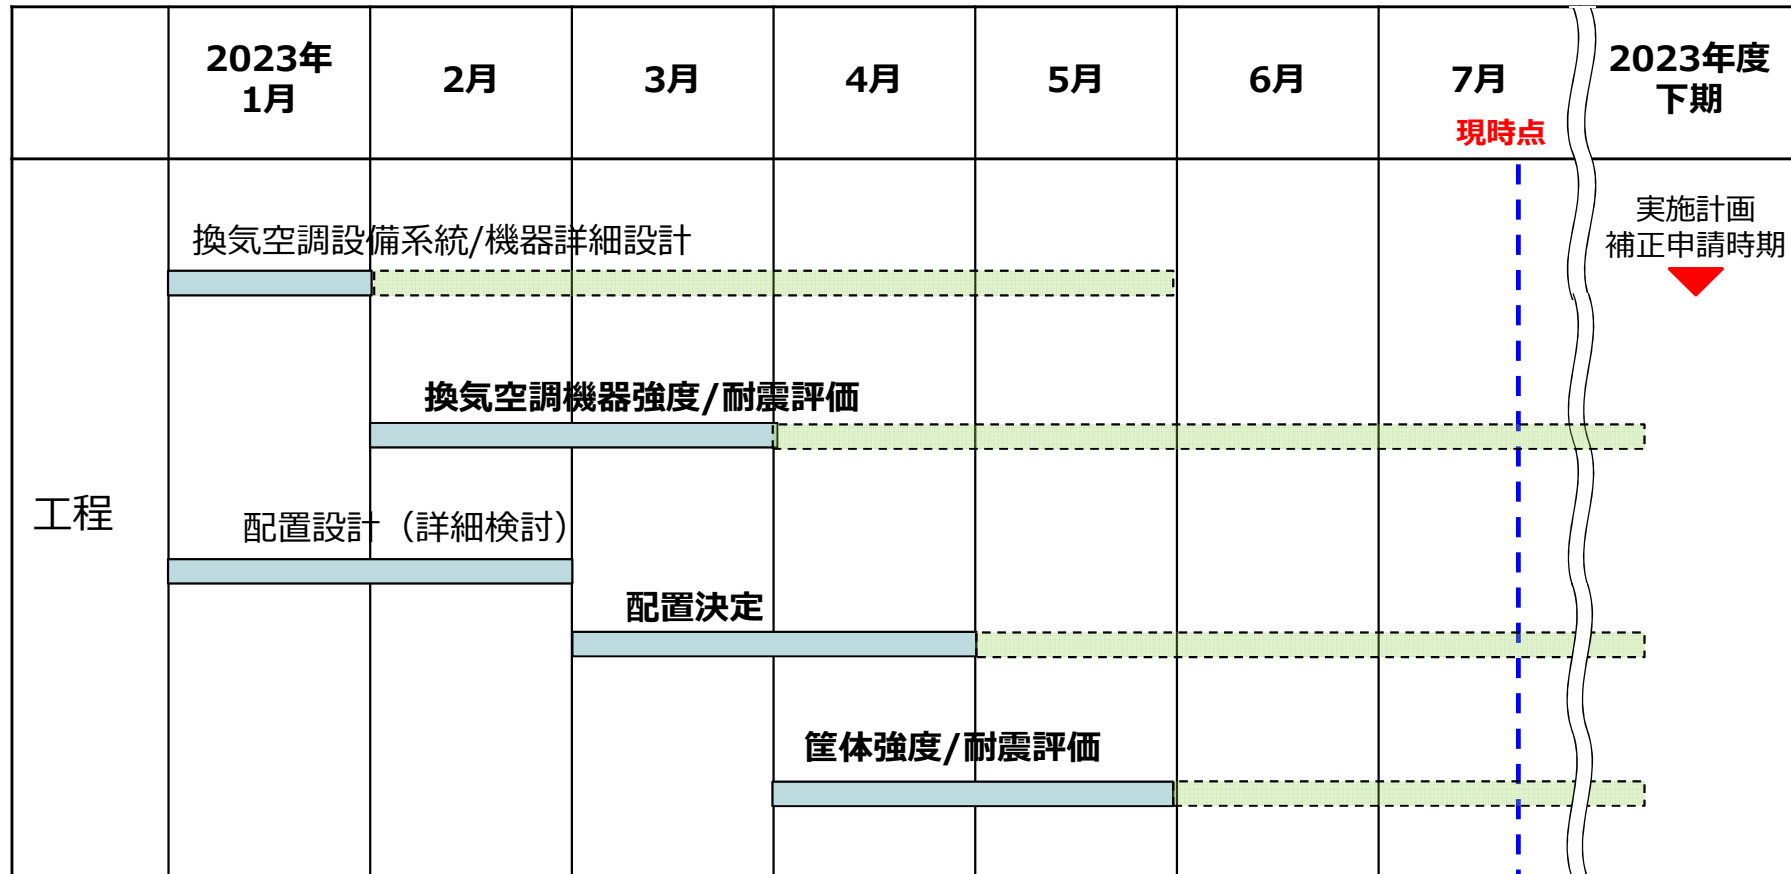 2023年
1月
2月
3月
4月
5月
6月
7月
2023年度
下期
現時点
実施計画
補正申請時期
換気空調設備系統/機器詳細設計
換気空調機器強度/耐震評価
工程
配置設計（詳細検討）
配置決定
筐体強度/耐震評価